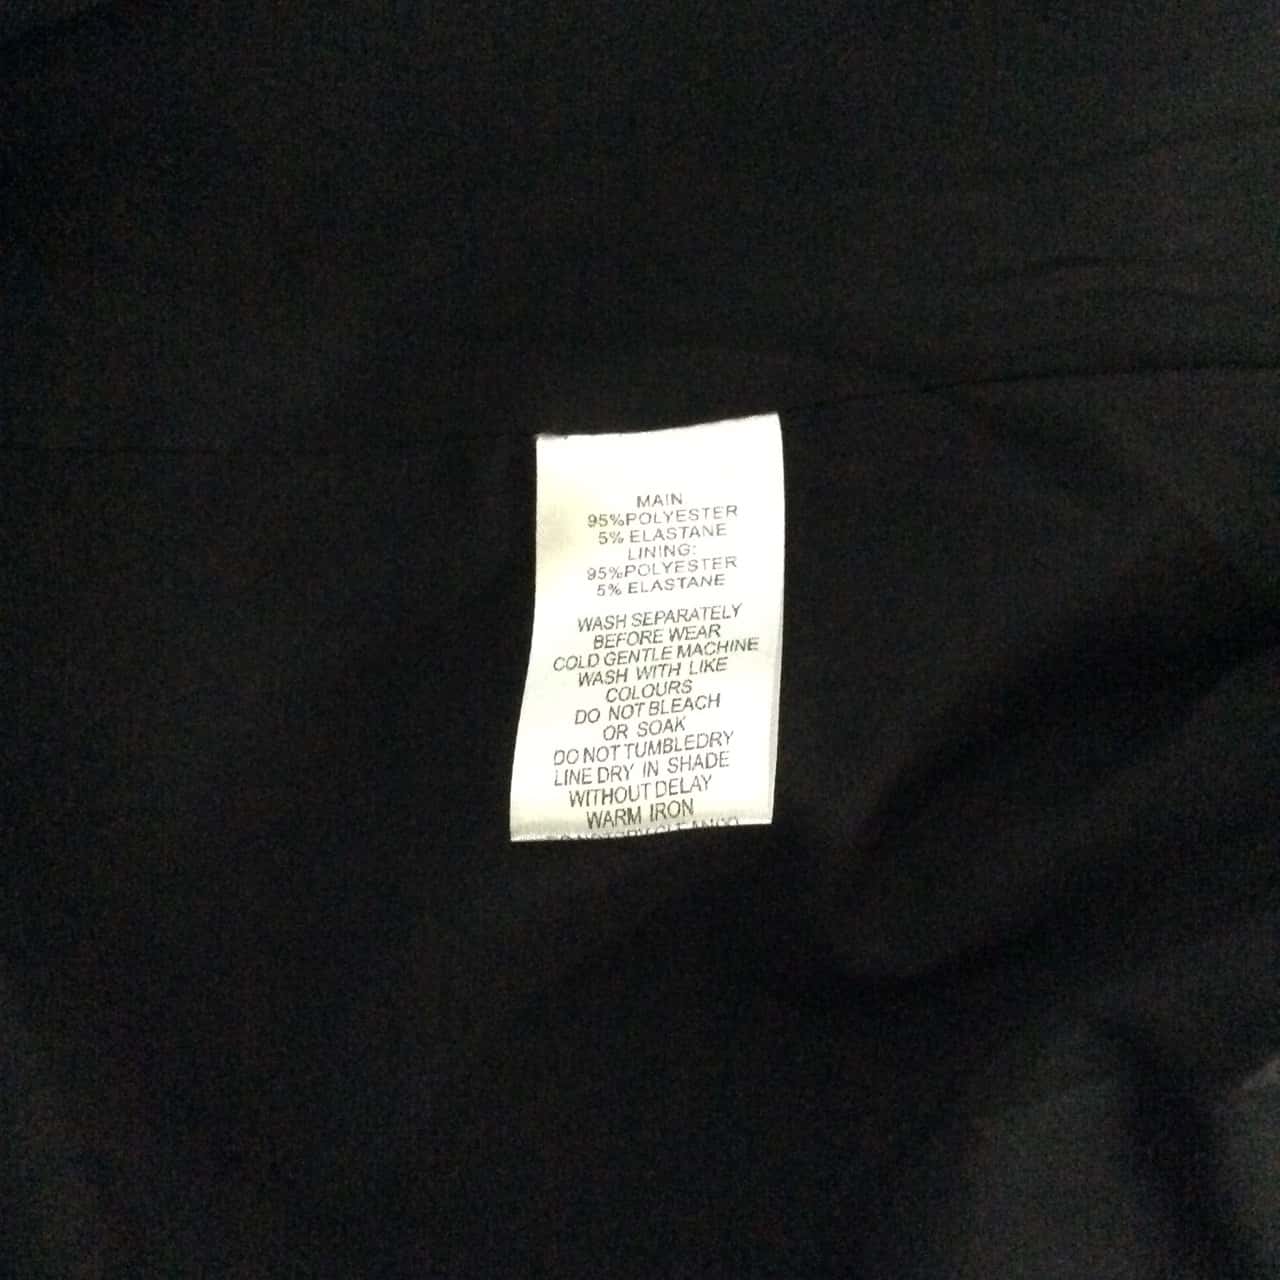 MAIN
95%POLYESTER
5% ELASTANE
LINING:
95%POLYESTER
5% ELASTANE
WASH SEPARATELY
BEFORE WEAR
COLD GENTLE MACHINE
WASH WITH LIKE
COLOURS
DO NOT BLEACH
OR SOAK
DO NOT TUMBLEDRY
LINE DRY IN SHADE
WITHOUT DELAY
WARM IRON